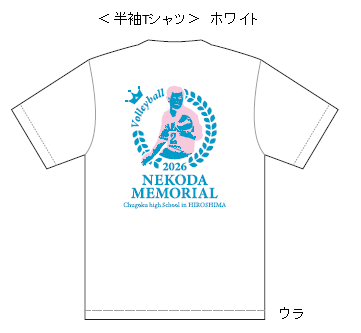 ＜半袖Tシャツ＞　ホワイト
Volleyball
2
2026
NEKODA
MEMORIAL
Chugoku high School in HIROSHIMA
ウラ